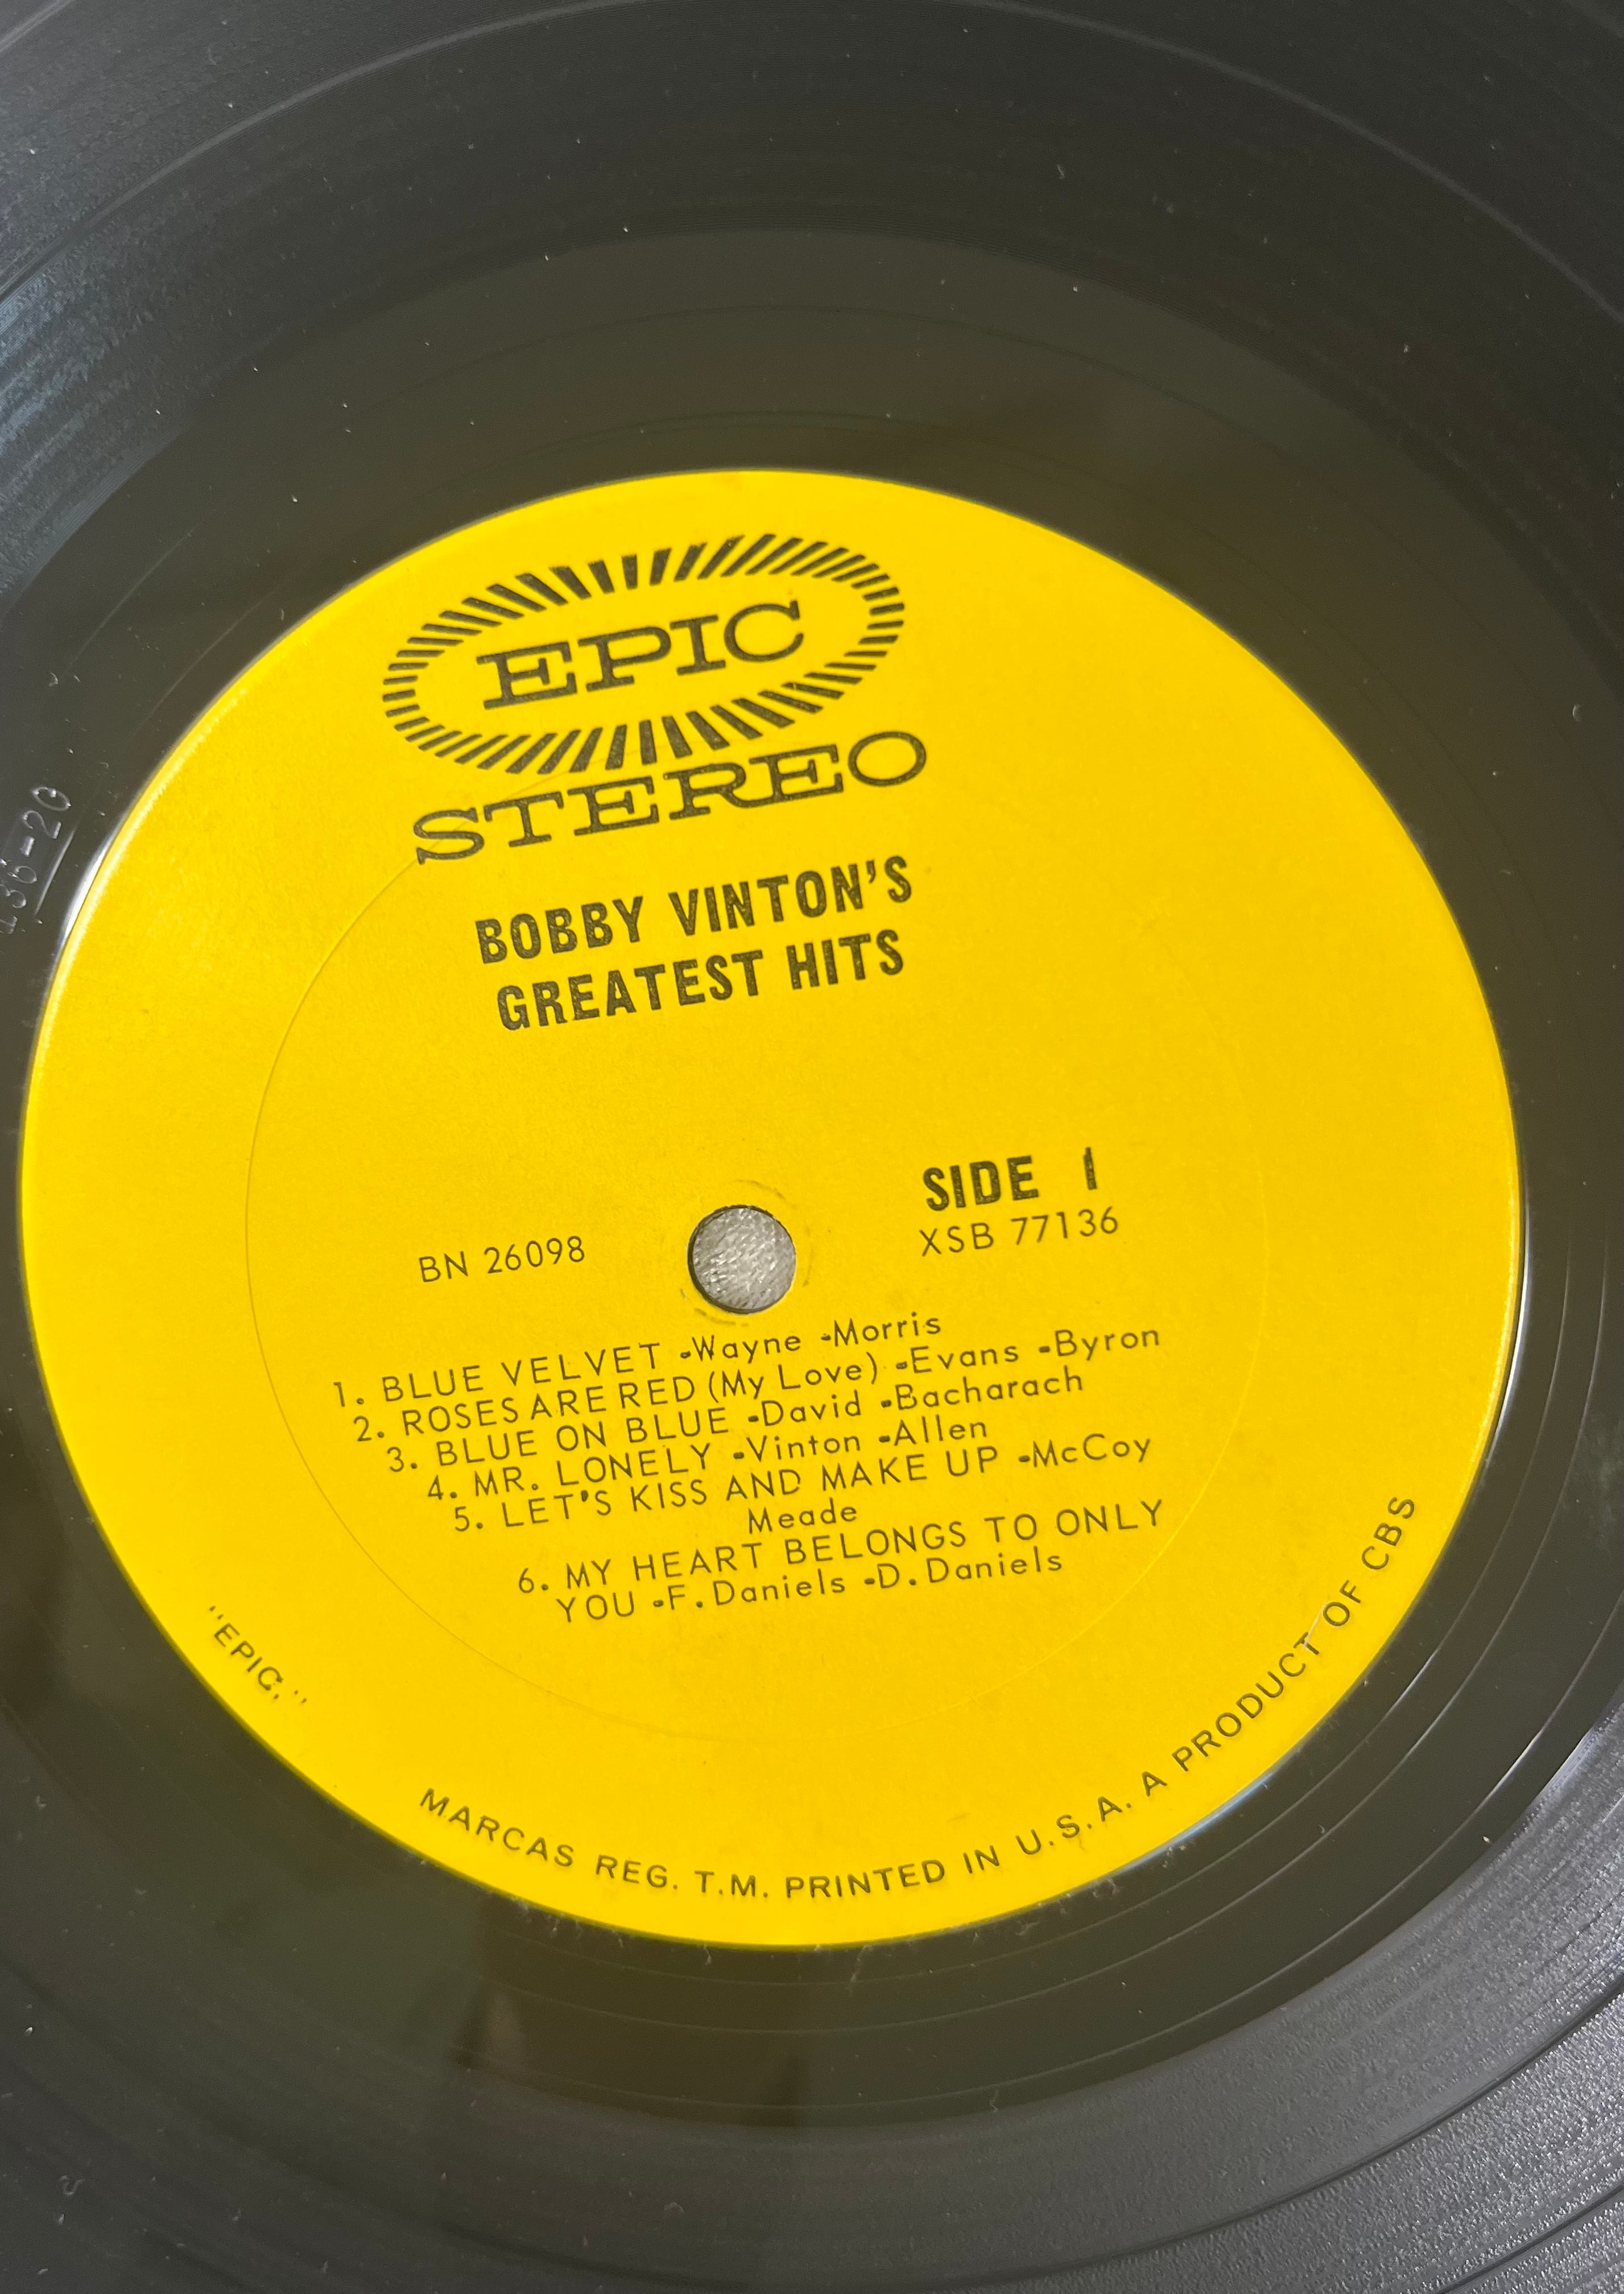 EPIC
STEREO
BOBBY VINTON'S
GREATEST HITS
SIDE 1
BN 26098
XSB 77136
1. BLUE VELVET -Wayne -Morris
2. ROSES ARE RED (My Love) -Evans -Byron
3. BLUE ON BLUE -David -Bacharach
4. MR. LONELY -Vinton -Allen
5. LET'S KISS AND MAKE UP -McCoy
Meade
6. MY HEART BELONGS TO ONLY
YOU -F. Daniels -D. Daniels
"EPIC," MARCAS REG. T.M. PRINTED IN U.S.A. A PRODUCT OF CBS